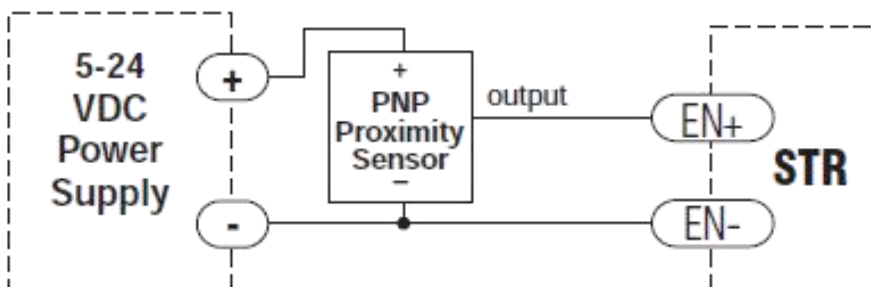 5-24
VDC
Power
Supply
+
-
+
PNP
Proximity
Sensor
–
output
EN+
EN-
STR